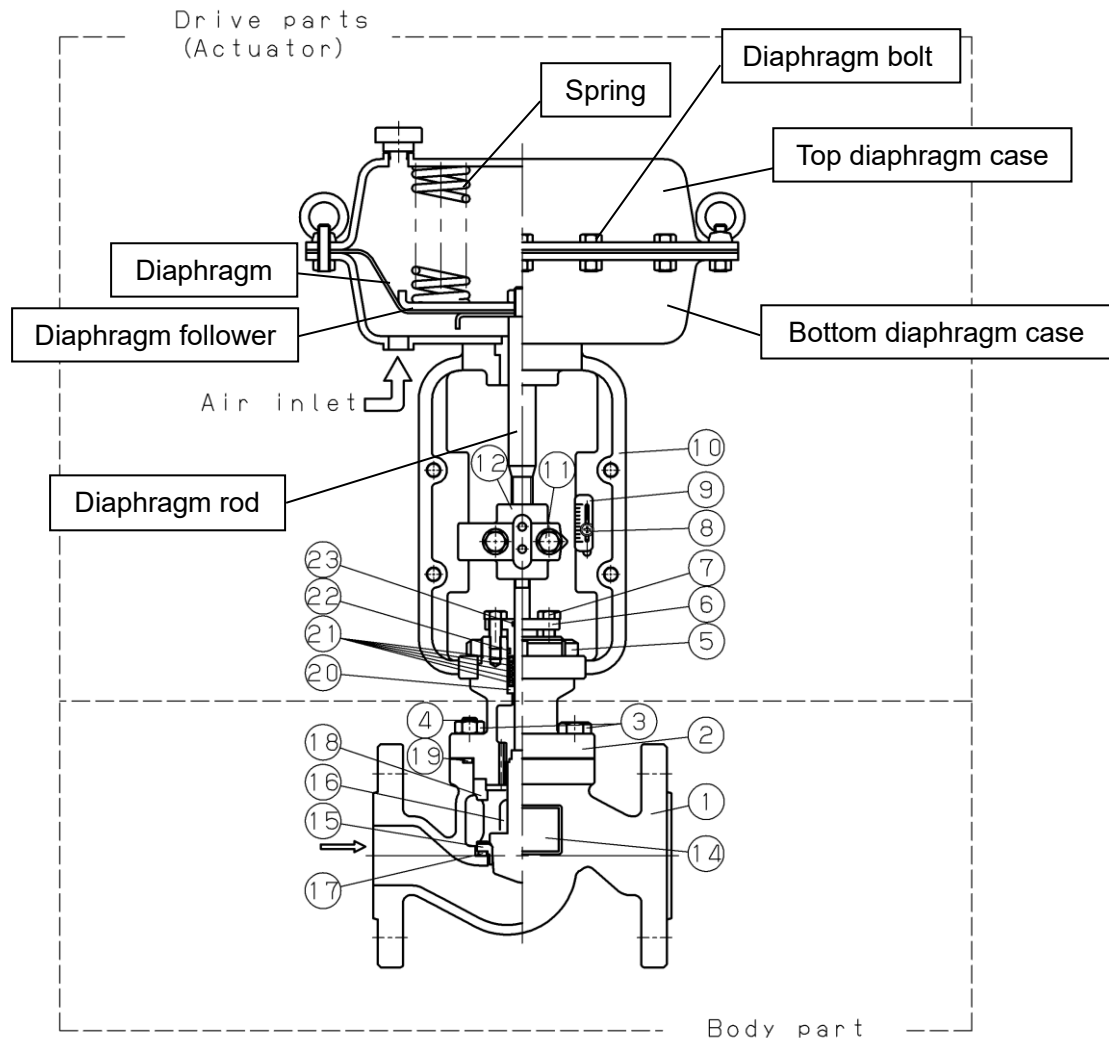 Drive parts
(Actuator)
Diaphragm bolt
Spring
Top diaphragm case
Diaphragm
Diaphragm follower
Bottom diaphragm case
Air inlet
Diaphragm rod
12
11
10
9
8
23
7
22
6
21
5
20
4
3
2
18
19
16
1
15
14
17
Body part